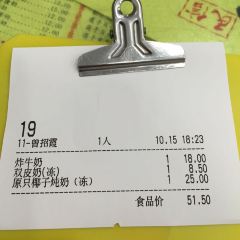 19
11-曾招霞 1人 10.15 18:23
炸牛奶 1 18.00
双皮奶(冻) 1 8.50
原只椰子炖奶(冻) 1 25.00
食品价 51.50